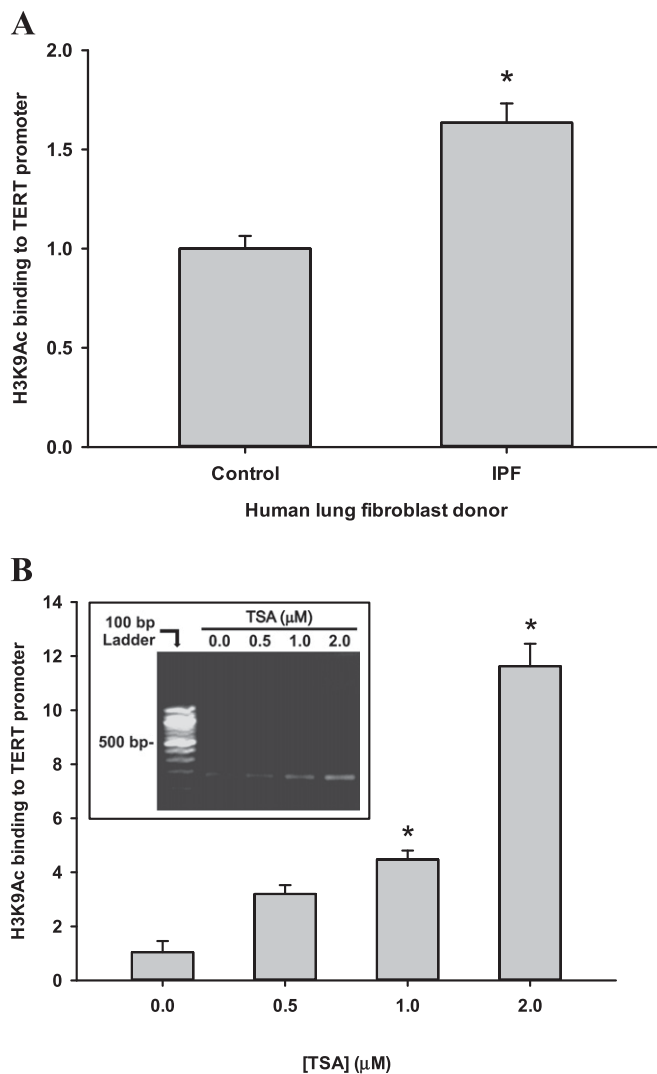 A
H3K9Ac binding to TERT promoter
2.0
*
1.5
1.0
0.5
0.0
Control IPF
Human lung fibroblast donor
B
H3K9Ac binding to TERT promoter
14
12
10
8
6
4
2
0
100 bp
Ladder
TSA (μM)
0.0 0.5 1.0 2.0
500 bp-
*
*
0.0 0.5 1.0 2.0
[TSA] (μM)